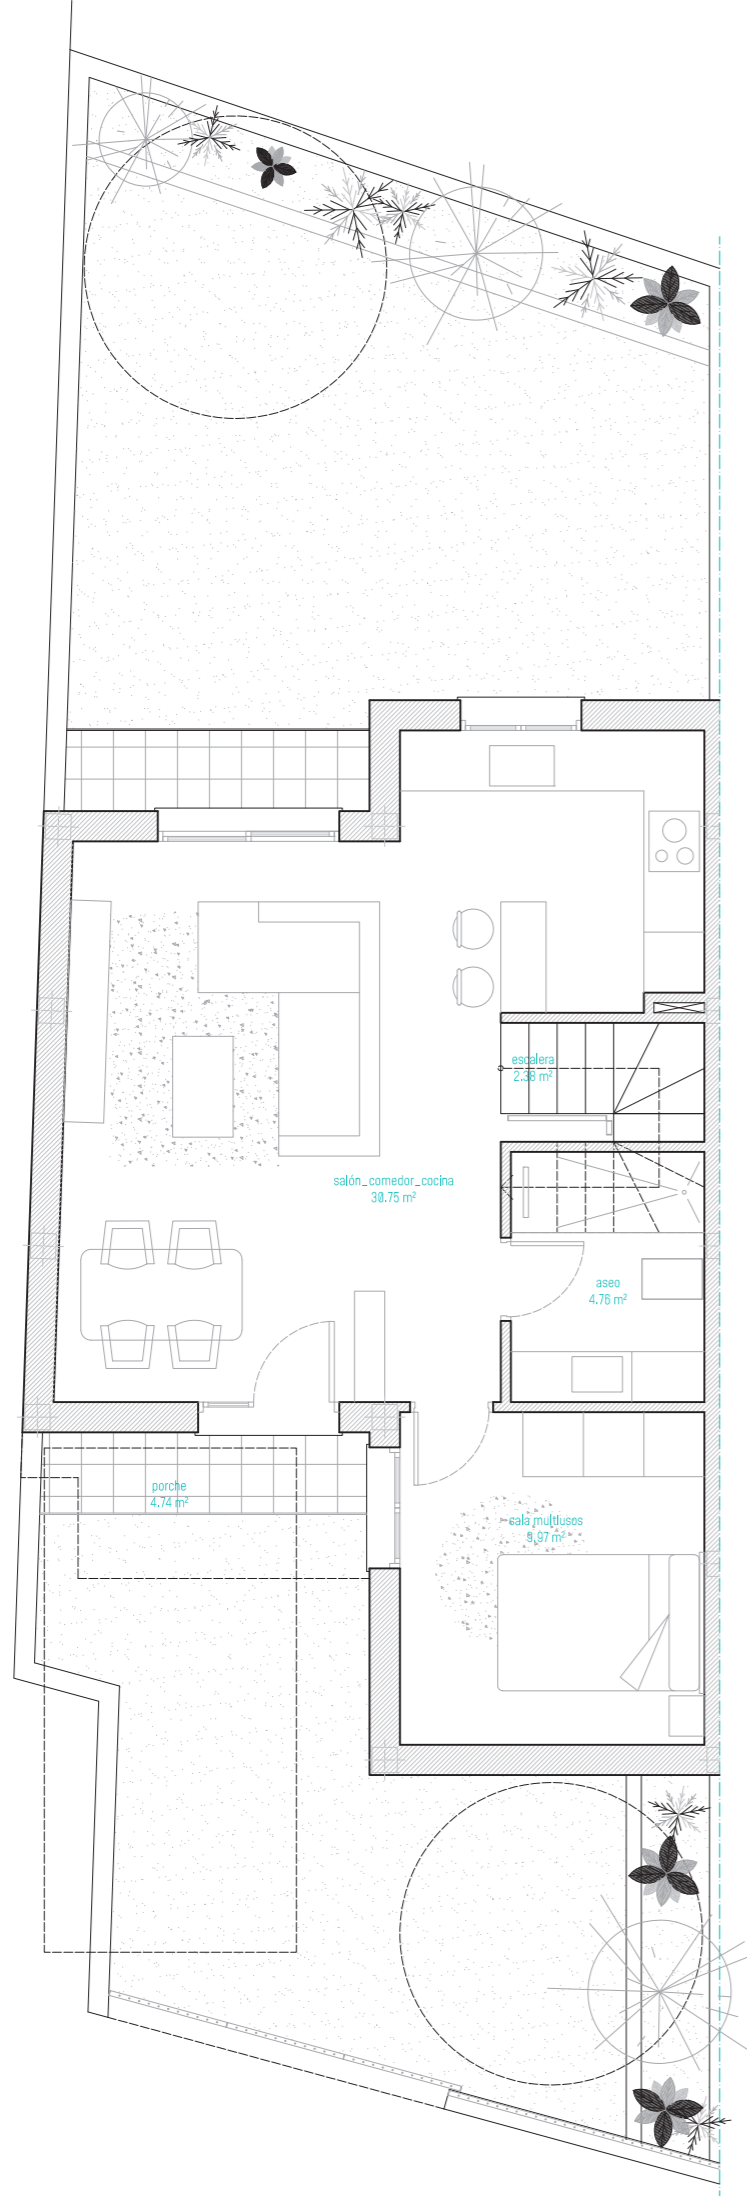 escalera
2.38 m²
salón_comedor_cocina
30.75 m²
aseo
4.76 m²
porche
4.74 m²
sala multiusos
9.97 m²